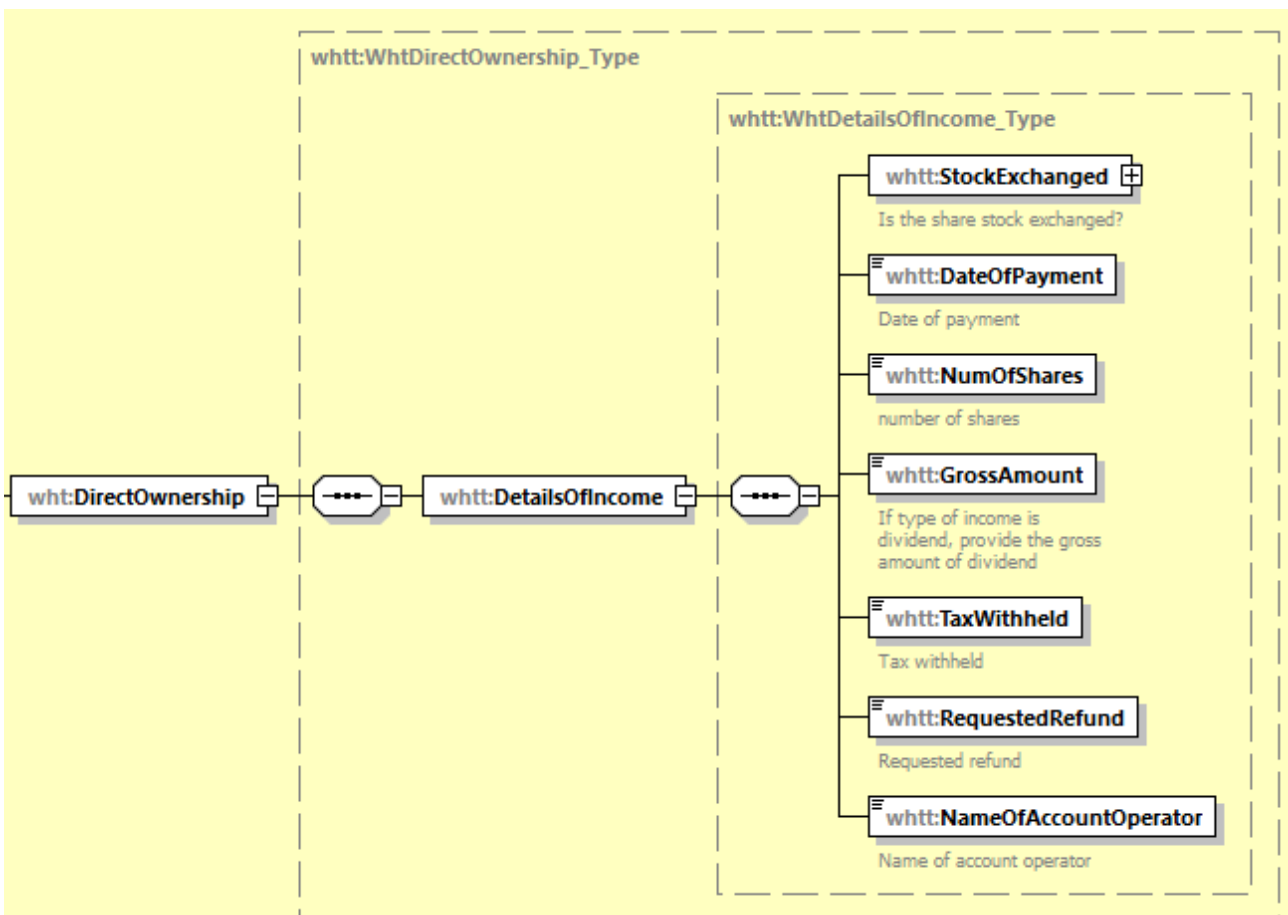 whtt:WhtDirectOwnership_Type
whtt:WhtDetailsOfIncome_Type
whtt:StockExchanged
Is the share stock exchanged?
whtt:DateOfPayment
Date of payment
whtt:NumOfShares
number of shares
wht:DirectOwnership
whtt:DetailsOfIncome
whtt:GrossAmount
If type of income is
dividend, provide the gross
amount of dividend
whtt:TaxWithheld
Tax withheld
whtt:RequestedRefund
Requested refund
whtt:NameOfAccountOperator
Name of account operator